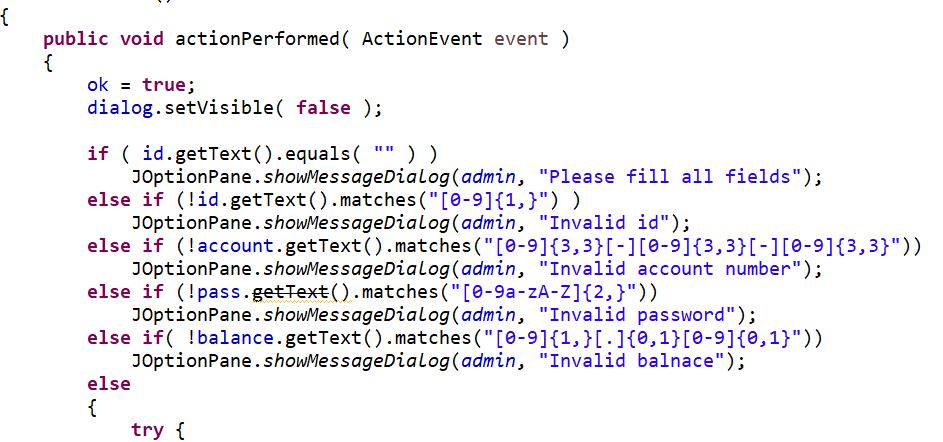 {
public void actionPerformed( ActionEvent event )
{
ok = true;
dialog.setVisible( false );
if ( id.getText().equals( "" ) )
JOptionPane.showMessageDialog(admin, "Please fill all fields");
else if (!id.getText().matches("[0-9]{1,}") )
JOptionPane.showMessageDialog(admin, "Invalid id");
else if (!account.getText().matches("[0-9]{3,3}[-][0-9]{3,3}[-][0-9]{3,3}"))
JOptionPane.showMessageDialog(admin, "Invalid account number");
else if (!pass.getText().matches("[0-9a-zA-Z]{2,}"))
JOptionPane.showMessageDialog(admin, "Invalid password");
else if( !balance.getText().matches("[0-9]{1,}[.]{0,1}[0-9]{0,1}"))
JOptionPane.showMessageDialog(admin, "Invalid balnace");
else
{
try {